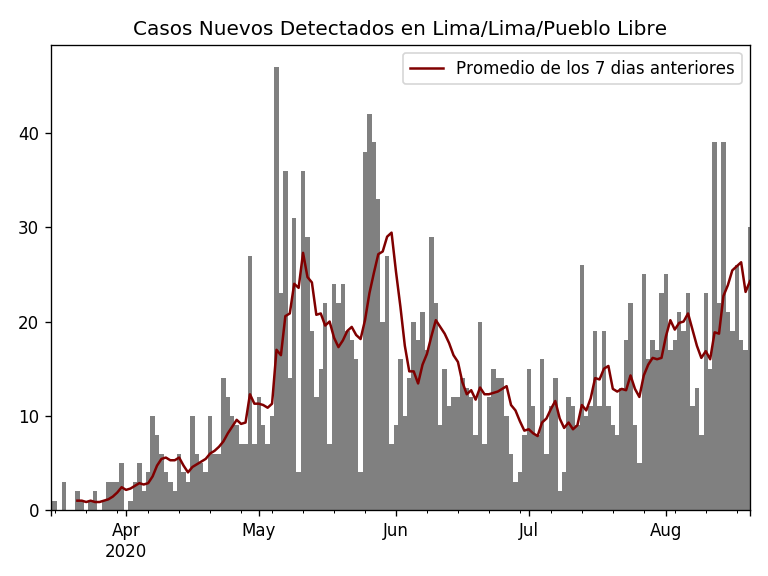 Casos Nuevos Detectados en Lima/Lima/Pueblo Libre
Promedio de los 7 dias anteriores
40
30
20
10
0
Apr May Jun Jul Aug
2020